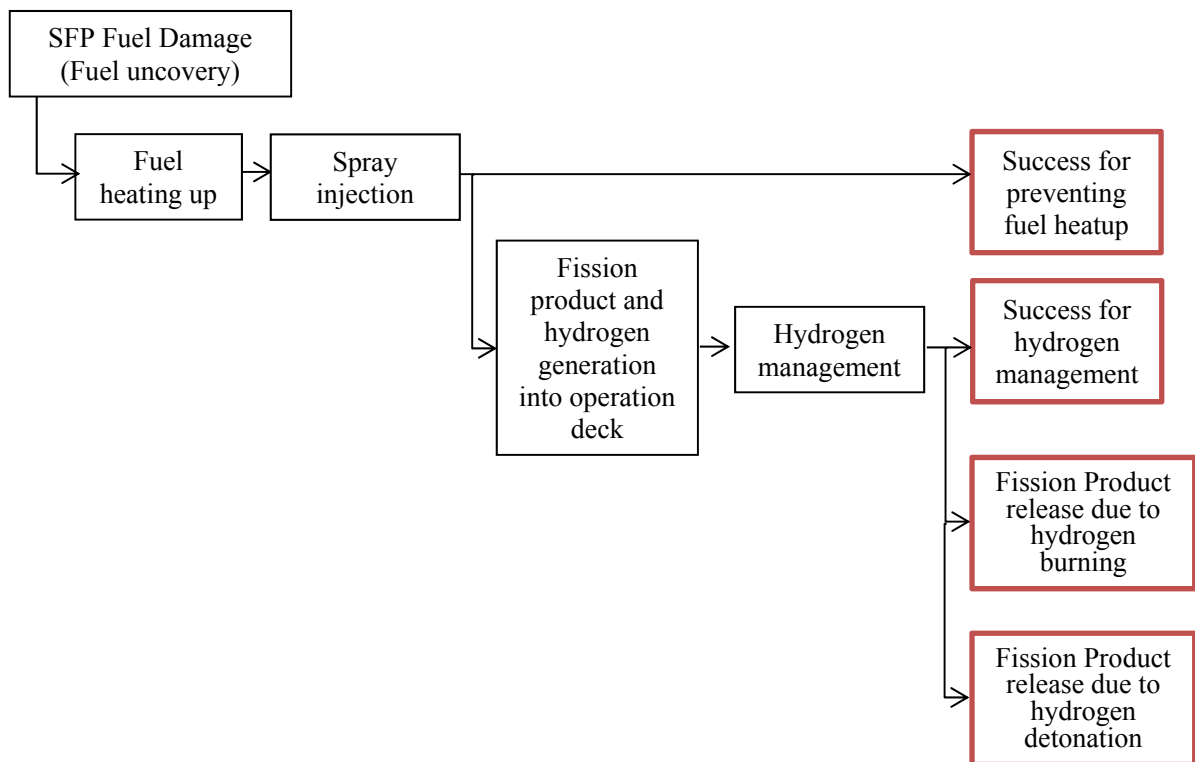 SFP Fuel Damage
(Fuel uncovery)
Fuel
heating up
Spray
injection
Success for
preventing
fuel heatup
Fission
product and
hydrogen
generation
into operation
deck
Hydrogen
management
Success for
hydrogen
management
Fission Product
release due to
hydrogen
burning
Fission Product
release due to
hydrogen
detonation